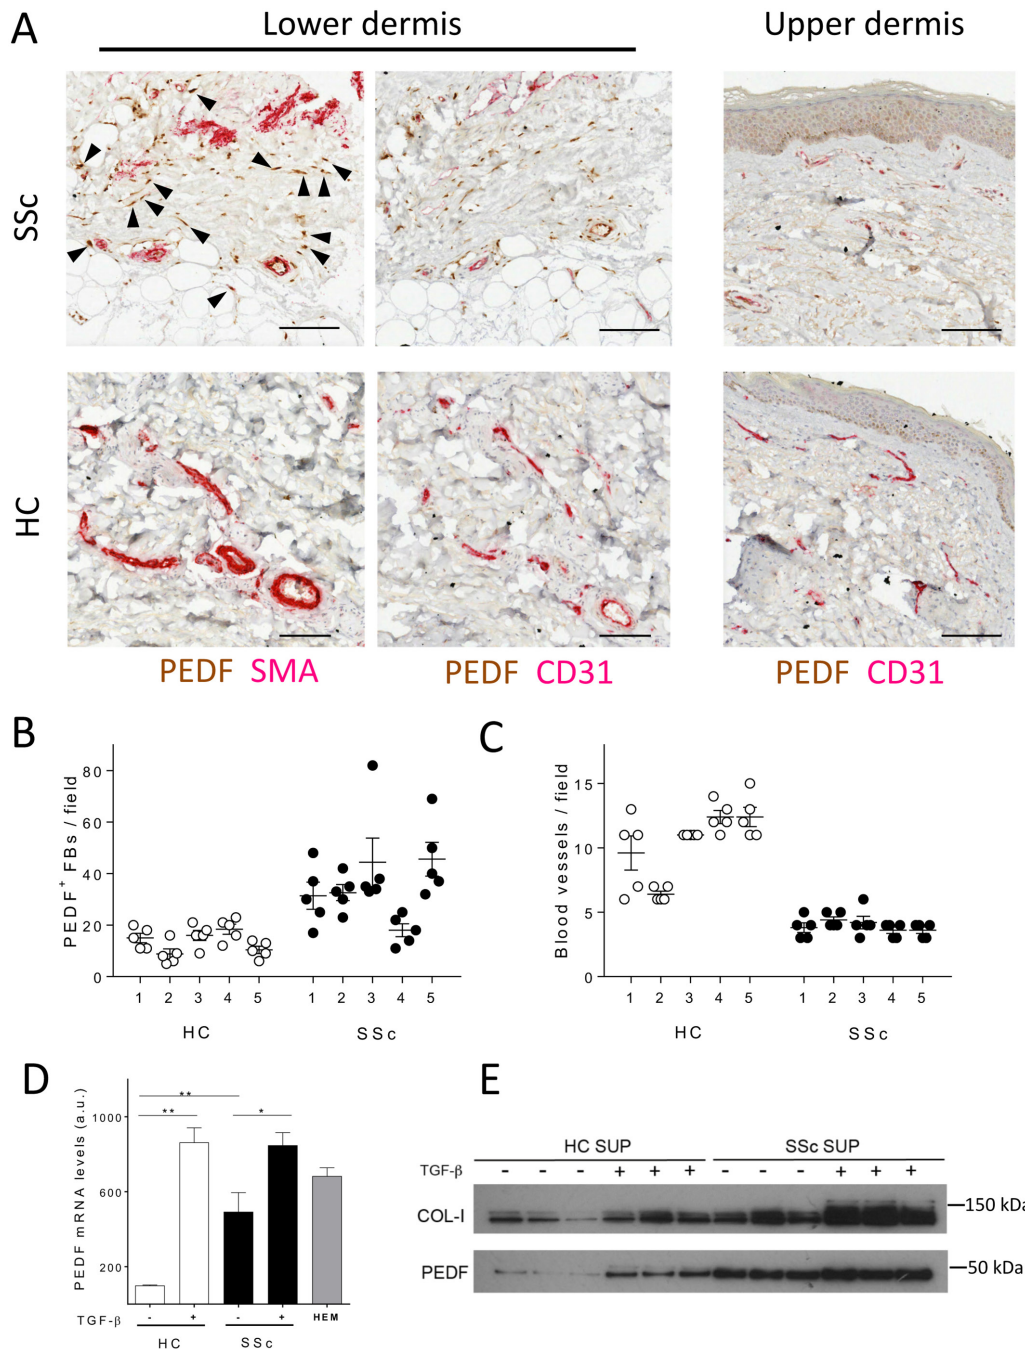 A
Lower dermis
Upper dermis
SSc
HC
PEDF SMA
PEDF CD31
PEDF CD31
B
PEDF+ FBs / field
80
60
40
20
0
1 2 3 4 5
1 2 3 4 5
HC
SSc
C
Blood vessels / field
15
10
5
0
1 2 3 4 5
1 2 3 4 5
HC
SSc
D
PEDF mRNA levels (a.u.)
1000
600
200
**
**
*
TGF-β - + - + HEM
HC
SSc
E
HC SUP
SSc SUP
TGF-β - - - + + + - - - + + +
COL-I
150 kDa
PEDF
50 kDa